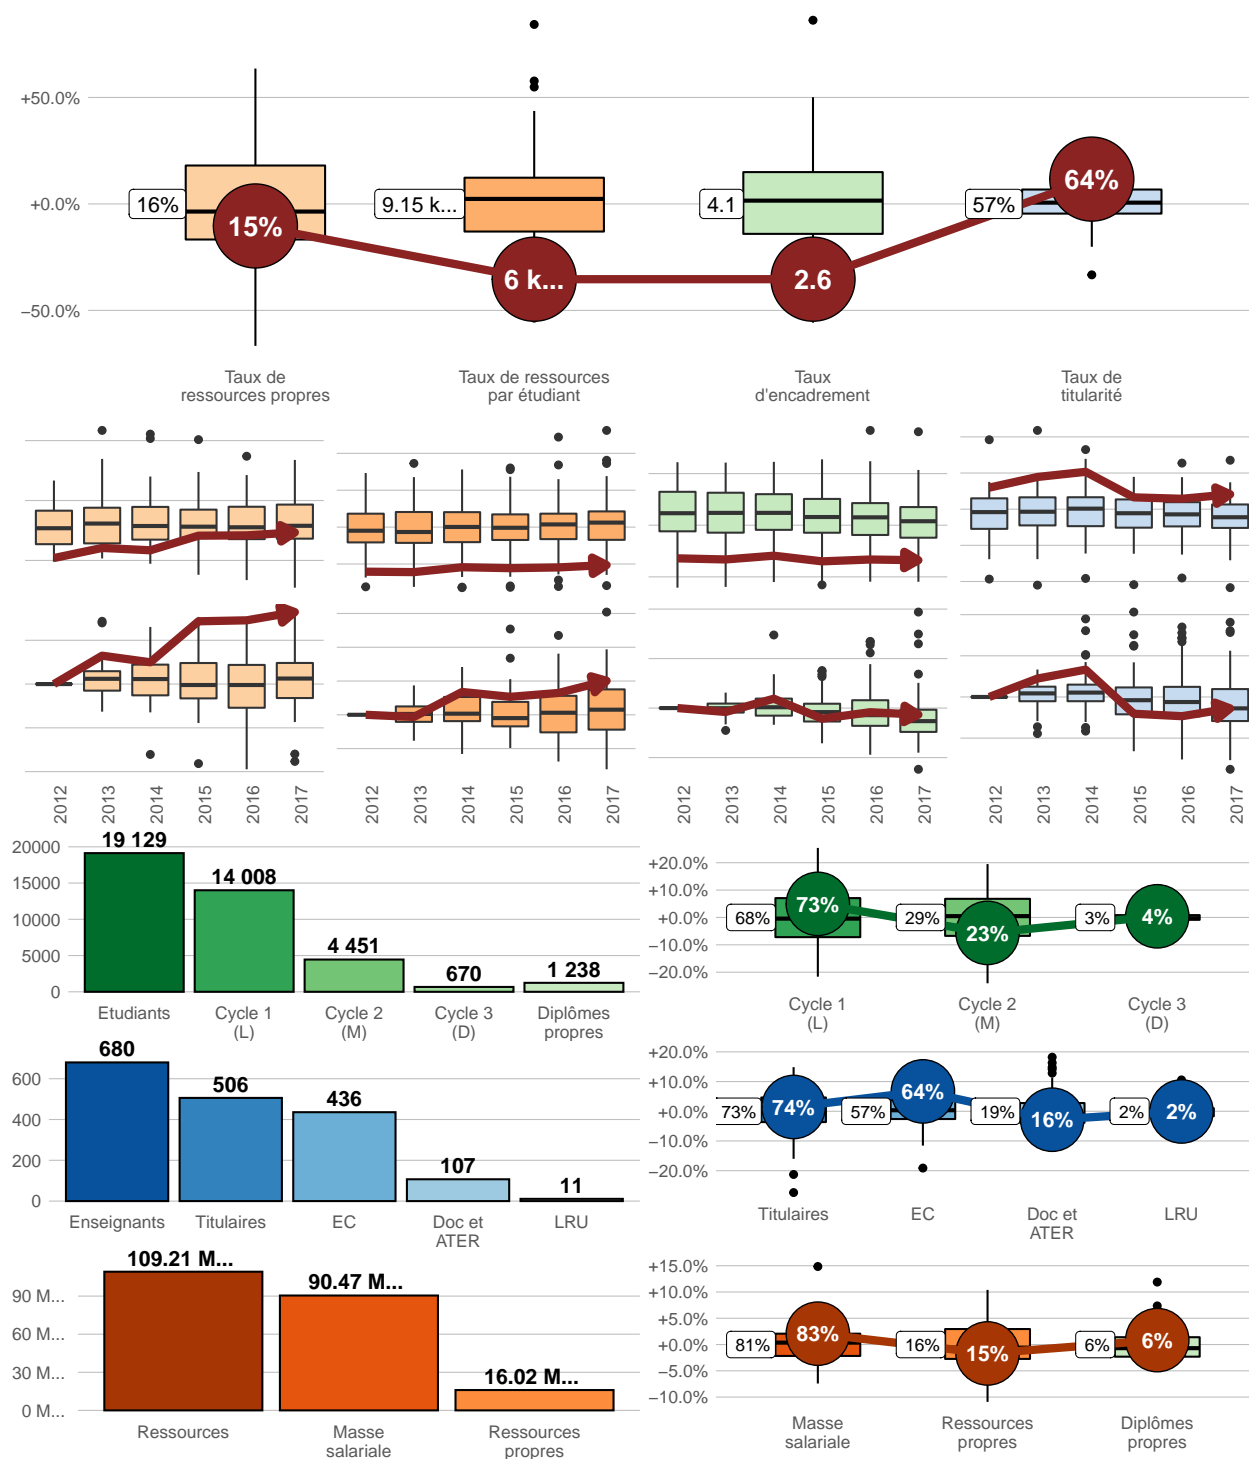 +50.0%
+0.0%
−50.0%
16%
15%
9.15 k...
6 k...
4.1
2.6
57%
64%
Taux de
ressources propres
Taux de ressources
par étudiant
Taux
d'encadrement
Taux de
titularité
2012
2013
2014
2015
2016
2017
2012
2013
2014
2015
2016
2017
2012
2013
2014
2015
2016
2017
2012
2013
2014
2015
2016
2017
20000
15000
10000
5000
0
19 129
14 008
4 451
670
1 238
Etudiants
Cycle 1
(L)
Cycle 2
(M)
Cycle 3
(D)
Diplômes
propres
+20.0%
+10.0%
+0.0%
−10.0%
−20.0%
68%
73%
29%
23%
3%
4%
Cycle 1
(L)
Cycle 2
(M)
Cycle 3
(D)
600
400
200
0
680
506
436
107
11
Enseignants
Titulaires
EC
Doc et
ATER
LRU
+20.0%
+10.0%
+0.0%
−10.0%
−20.0%
73%
74%
57%
64%
19%
16%
2%
2%
Titulaires
EC
Doc et
ATER
LRU
90 M...
60 M...
30 M...
0 M...
109.21 M...
90.47 M...
16.02 M...
Ressources
Masse
salariale
Ressources
propres
+15.0%
+10.0%
+5.0%
+0.0%
−5.0%
−10.0%
81%
83%
16%
15%
6%
6%
Masse
salariale
Ressources
propres
Diplômes
propres